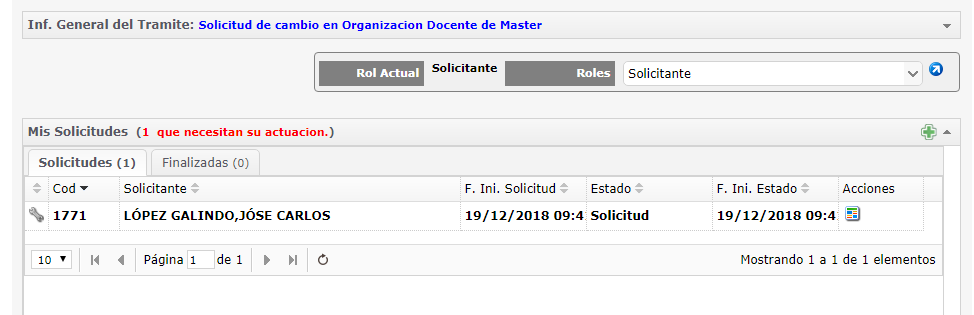 Inf. General del Tramite: Solicitud de cambio en Organizacion Docente de Master
Rol Actual Solicitante Roles Solicitante
Mis Solicitudes (1 que necesitan su actuacion.)
Solicitudes (1) Finalizadas (0)
Cod Solicitante F. Ini. Solicitud Estado F. Ini. Estado Acciones
1771 LÓPEZ GALINDO,JÓSE CARLOS 19/12/2018 09:4 Solicitud 19/12/2018 09:4
10 Página 1 de 1 Mostrando 1 a 1 de 1 elementos